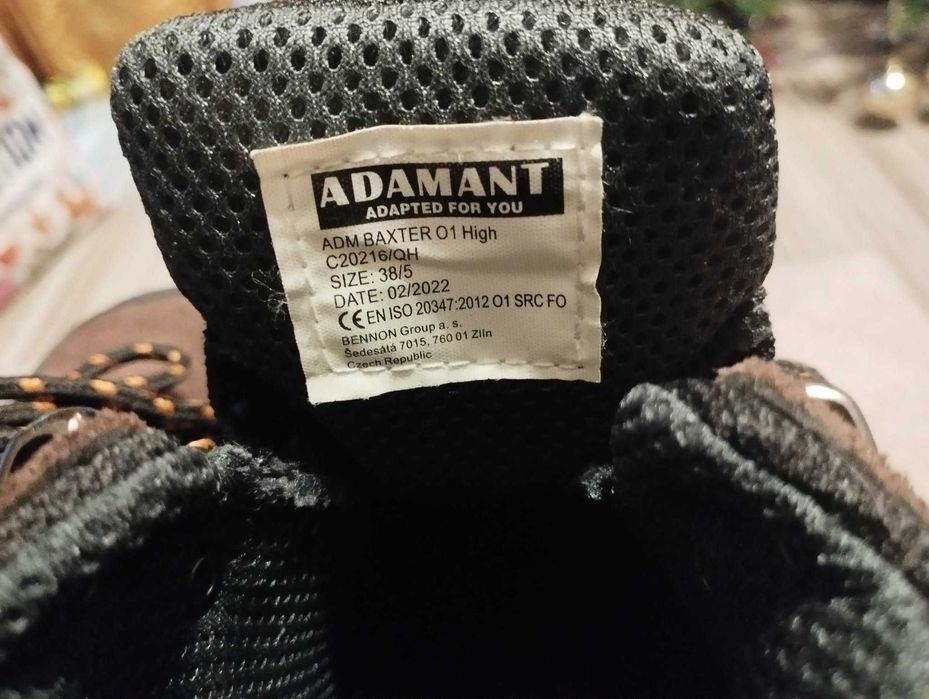 ADAMANT
ADAPTED FOR YOU
ADM BAXTER O1 High
C20216/QH
SIZE: 38/5
DATE: 02/2022
CE EN ISO 20347:2012 O1 SRC FO
BENNON Group a. s.
Šedesátá 7015, 760 01 Zlín
Czech Republic